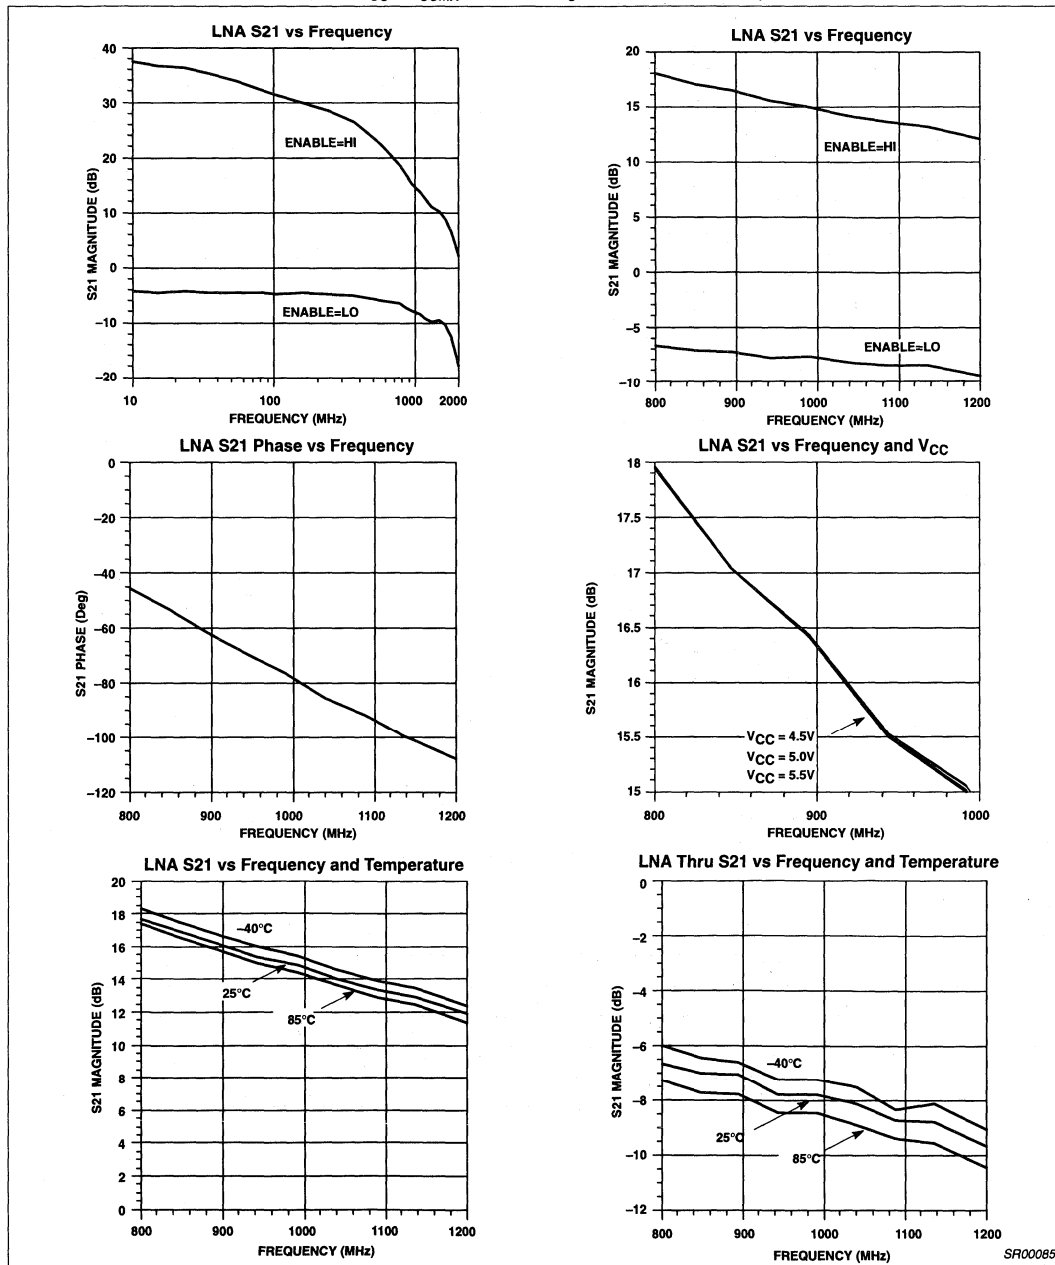 LNA S21 vs Frequency
S21 MAGNITUDE (dB)
40
30
20
10
0
–10
–20
ENABLE=HI
ENABLE=LO
10 100 1000 2000
FREQUENCY (MHz)
LNA S21 vs Frequency
S21 MAGNITUDE (dB)
20
15
10
5
0
–5
–10
ENABLE=HI
ENABLE=LO
800 900 1000 1100 1200
FREQUENCY (MHz)
LNA S21 Phase vs Frequency
S21 PHASE (Deg)
0
–20
–40
–60
–80
–100
–120
800 900 1000 1100 1200
FREQUENCY (MHz)
LNA S21 vs Frequency and VCC
S21 MAGNITUDE (dB)
18
17.5
17
16.5
16
15.5
15
VCC = 4.5V
VCC = 5.0V
VCC = 5.5V
800 900 1000
FREQUENCY (MHz)
LNA S21 vs Frequency and Temperature
S21 MAGNITUDE (dB)
20
18
16
14
12
10
8
6
4
2
0
–40°C
25°C
85°C
800 900 1000 1100 1200
FREQUENCY (MHz)
LNA Thru S21 vs Frequency and Temperature
S21 MAGNITUDE (dB)
0
–2
–4
–6
–8
–10
–12
–40°C
25°C
85°C
800 900 1000 1100 1200
FREQUENCY (MHz)
SR00085